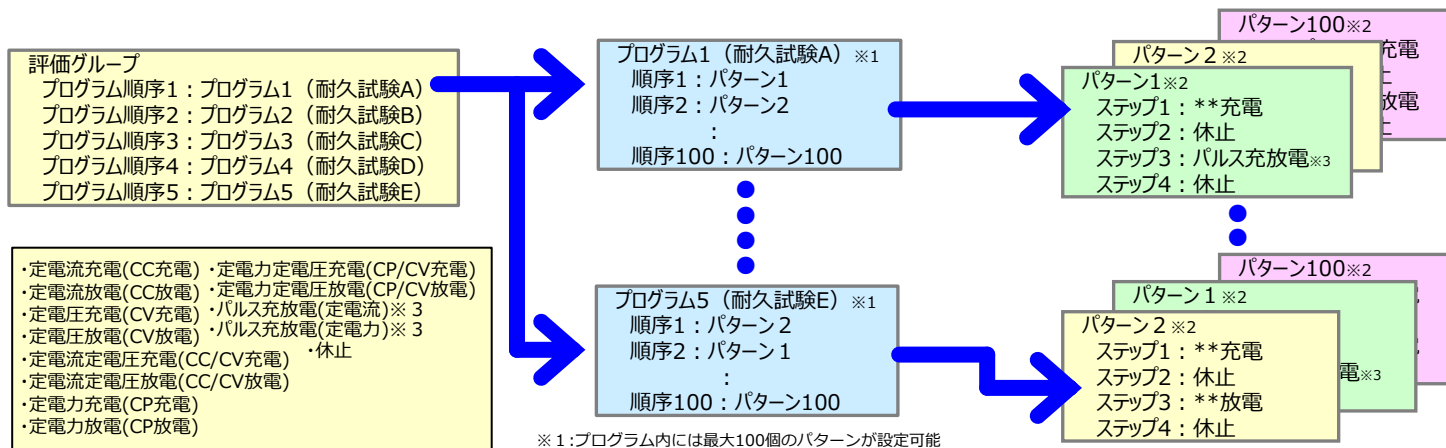 評価グループ
プログラム順序1：プログラム1（耐久試験A）
プログラム順序2：プログラム2（耐久試験B）
プログラム順序3：プログラム3（耐久試験C）
プログラム順序4：プログラム4（耐久試験D）
プログラム順序5：プログラム5（耐久試験E）
・定電流充電(CC充電)
・定電流放電(CC放電)
・定電圧充電(CV充電)
・定電圧放電(CV放電)
・定電流定電圧充電(CC/CV充電)
・定電流定電圧放電(CC/CV放電)
・定電力充電(CP充電)
・定電力放電(CP放電)
・定電力定電圧充電(CP/CV充電)
・定電力定電圧放電(CP/CV放電)
・パルス充放電(定電流)※３
・パルス充放電(定電力)※３
・休止
プログラム1（耐久試験A）※1
順序1：パターン1
順序2：パターン2
：
順序100：パターン100
プログラム5（耐久試験E）※1
順序1：パターン２
順序2：パターン１
：
順序100：パターン100
※１:プログラム内には最大100個のパターンが設定可能
パターン100※2
充電
放電
パターン２※2
パターン1※2
ステップ1：**充電
ステップ2：休止
ステップ3：パルス充放電※3
ステップ4：休止
パターン100※2
パターン１※2
電※3
パターン２※2
ステップ1：**充電
ステップ2：休止
ステップ3：**放電
ステップ4：休止